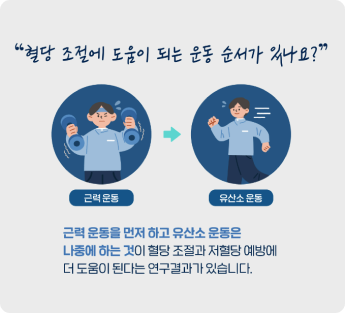 “혈당 조절에 도움이 되는 운동 순서가 있나요?”
근력 운동
유산소 운동
근력 운동을 먼저 하고 유산소 운동은
나중에 하는 것이 혈당 조절과 저혈당 예방에
더 도움이 된다는 연구결과가 있습니다.